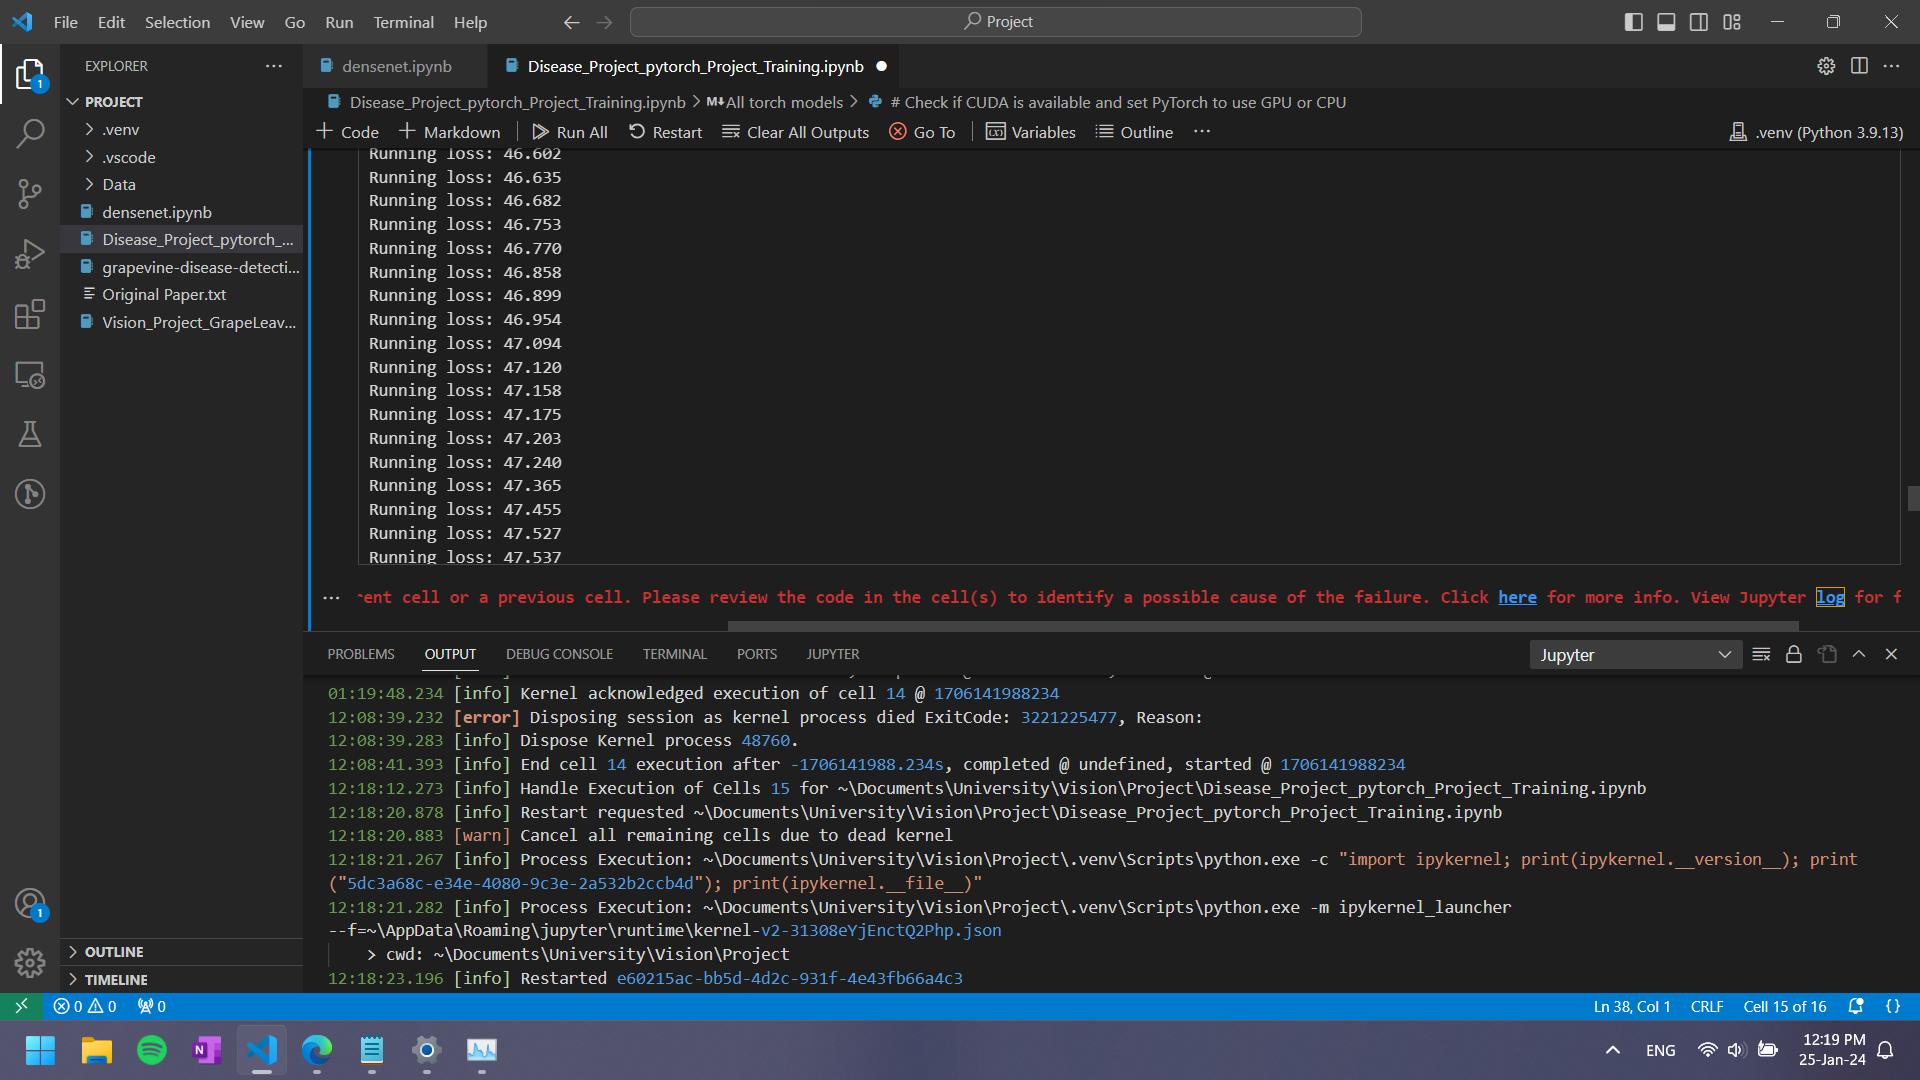 File Edit Selection View Go Run Terminal Help
Project
EXPLORER
PROJECT
.venv
.vscode
Data
densenet.ipynb
Disease_Project_pytorch_...
grapevine-disease-detecti...
Original Paper.txt
Vision_Project_GrapeLeav...
OUTLINE
TIMELINE
1
1
densenet.ipynb
Disease_Project_pytorch_Project_Training.ipynb
Disease_Project_pytorch_Project_Training.ipynb > M↓All torch models > # Check if CUDA is available and set PyTorch to use GPU or CPU
+ Code + Markdown Run All Restart Clear All Outputs Go To Variables Outline ... .venv (Python 3.9.13)
Running loss: 46.602
Running loss: 46.635
Running loss: 46.682
Running loss: 46.753
Running loss: 46.770
Running loss: 46.858
Running loss: 46.899
Running loss: 46.954
Running loss: 47.094
Running loss: 47.120
Running loss: 47.158
Running loss: 47.175
Running loss: 47.203
Running loss: 47.240
Running loss: 47.365
Running loss: 47.455
Running loss: 47.527
Running loss: 47.537
ent cell or a previous cell. Please review the code in the cell(s) to identify a possible cause of the failure. Click here for more info. View Jupyter log for f
PROBLEMS OUTPUT DEBUG CONSOLE TERMINAL PORTS JUPYTER
Jupyter
01:19:48.234 [info] Kernel acknowledged execution of cell 14 @ 1706141988234
12:08:39.232 [error] Disposing session as kernel process died ExitCode: 3221225477, Reason:
12:08:39.283 [info] Dispose Kernel process 48760.
12:08:41.393 [info] End cell 14 execution after -1706141988.234s, completed @ undefined, started @ 1706141988234
12:18:12.273 [info] Handle Execution of Cells 15 for ~\Documents\University\Vision\Project\Disease_Project_pytorch_Project_Training.ipynb
12:18:20.878 [info] Restart requested ~\Documents\University\Vision\Project\Disease_Project_pytorch_Project_Training.ipynb
12:18:20.883 [warn] Cancel all remaining cells due to dead kernel
12:18:21.267 [info] Process Execution: ~\Documents\University\Vision\Project\.venv\Scripts\python.exe -c "import ipykernel; print(ipykernel.__version__); print
("5dc3a68c-e34e-4080-9c3e-2a532b2ccb4d"); print(ipykernel.__file__)"
12:18:21.282 [info] Process Execution: ~\Documents\University\Vision\Project\.venv\Scripts\python.exe -m ipykernel_launcher
--f=~\AppData\Roaming\jupyter\runtime\kernel-v2-31308eYjEnctQ2Php.json
> cwd: ~\Documents\University\Vision\Project
12:18:23.196 [info] Restarted e60215ac-bb5d-4d2c-931f-4e43fb66a4c3
0 0 0
Ln 38, Col 1 CRLF Cell 15 of 16 {}
ENG
12:19 PM
25-Jan-24